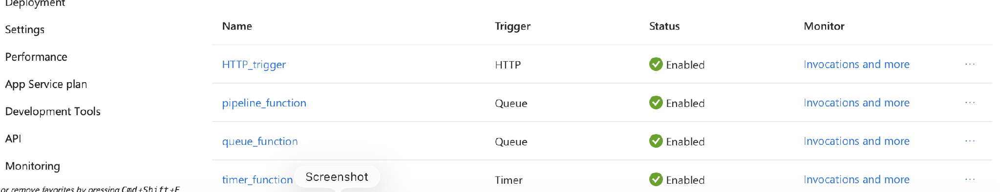 Deployment
Settings
Performance
App Service plan
Development Tools
API
Monitoring
or remove favorites by pressing Cmd+Shift+F
Name Trigger Status Monitor
HTTP_trigger HTTP Enabled Invocations and more ...
pipeline_function Queue Enabled Invocations and more ...
queue_function Queue Enabled Invocations and more ...
timer_function Timer Enabled Invocations and more ...
Screenshot